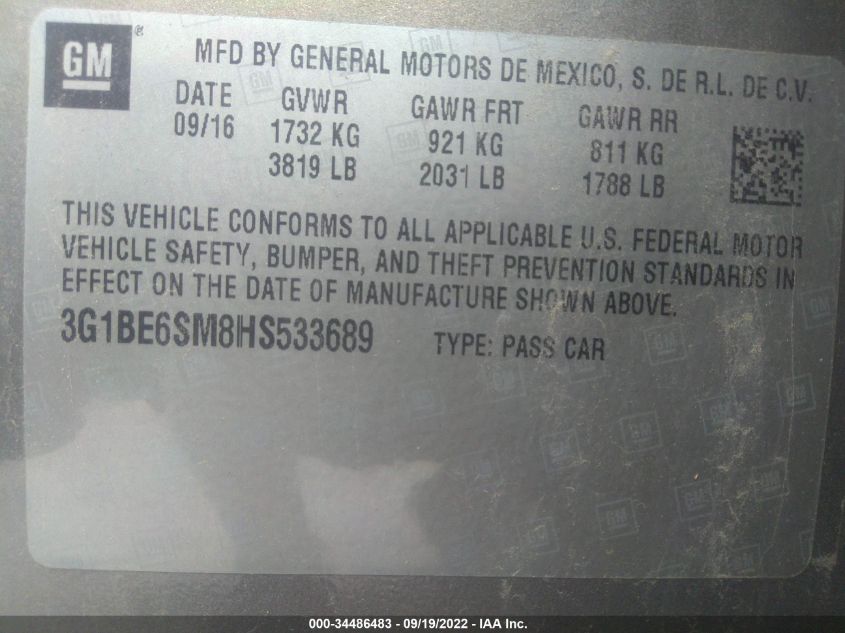 GM®
MFD BY GENERAL MOTORS DE MEXICO, S. DE R.L. DE C.V.
DATE GVWR GAWR FRT GAWR RR
09/16 1732 KG 921 KG 811 KG
3819 LB 2031 LB 1788 LB
THIS VEHICLE CONFORMS TO ALL APPLICABLE U.S. FEDERAL MOTOR
VEHICLE SAFETY, BUMPER, AND THEFT PREVENTION STANDARDS IN
EFFECT ON THE DATE OF MANUFACTURE SHOWN ABOVE.
3G1BE6SM8HS533689 TYPE: PASS CAR
000-34486483 - 09/19/2022 - IAA Inc.